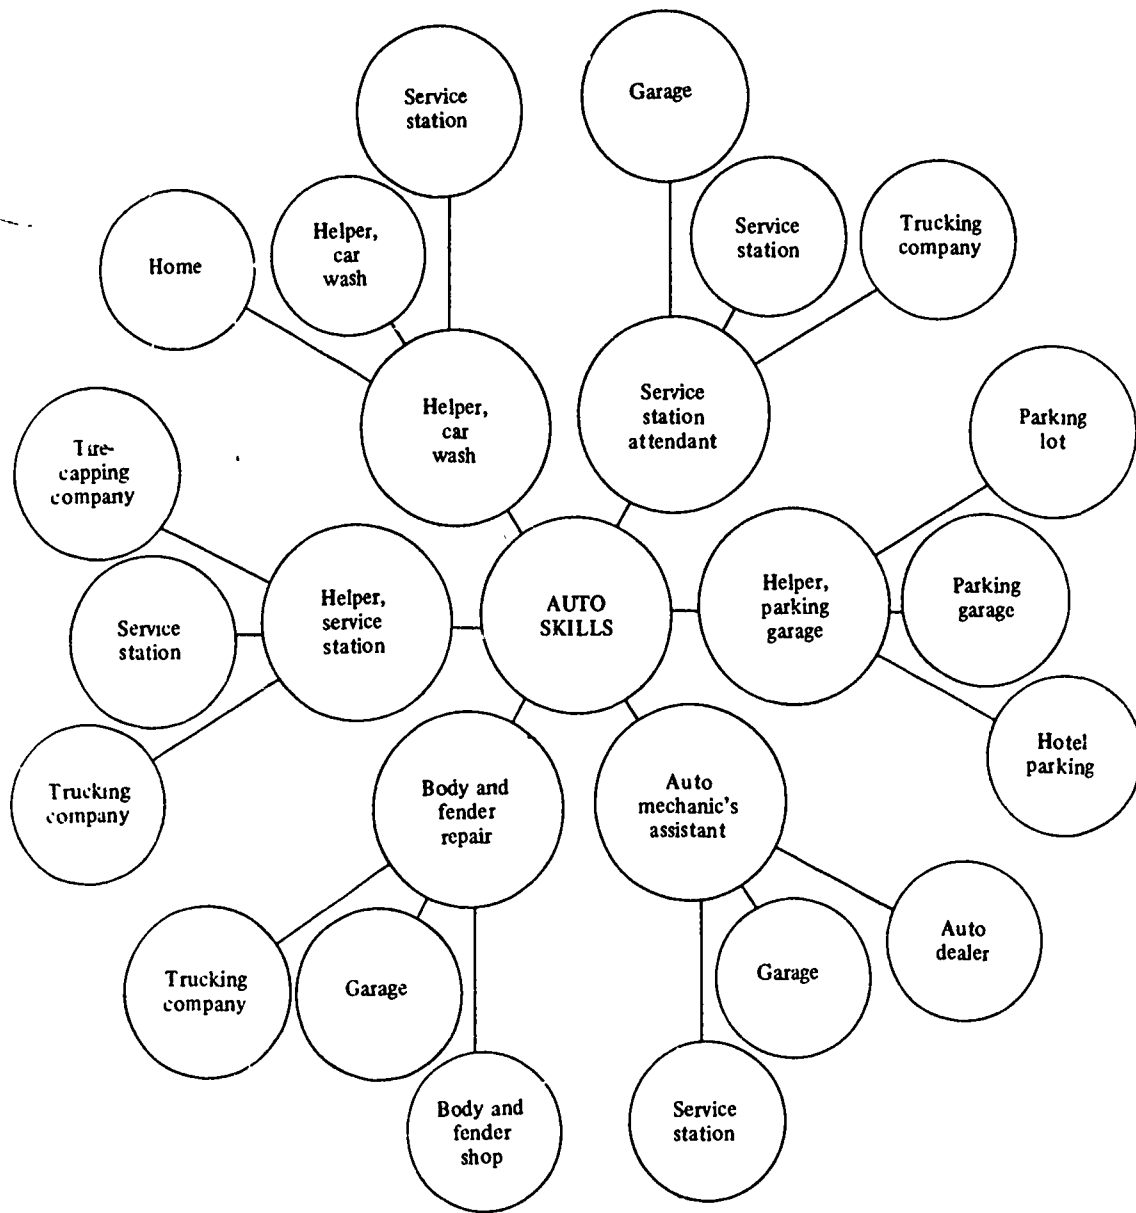 Service
station
Garage
Helper,
car
wash
Service
station
Trucking
company
Home
Helper,
car
wash
Service
station
attendant
Parking
lot
Tire-
capping
company
Helper,
service
station
AUTO
SKILLS
Helper,
parking
garage
Parking
garage
Service
station
Trucking
company
Body and
fender
repair
Auto
mechanic's
assistant
Hotel
parking
Trucking
company
Garage
Garage
Auto
dealer
Body and
fender
shop
Service
station